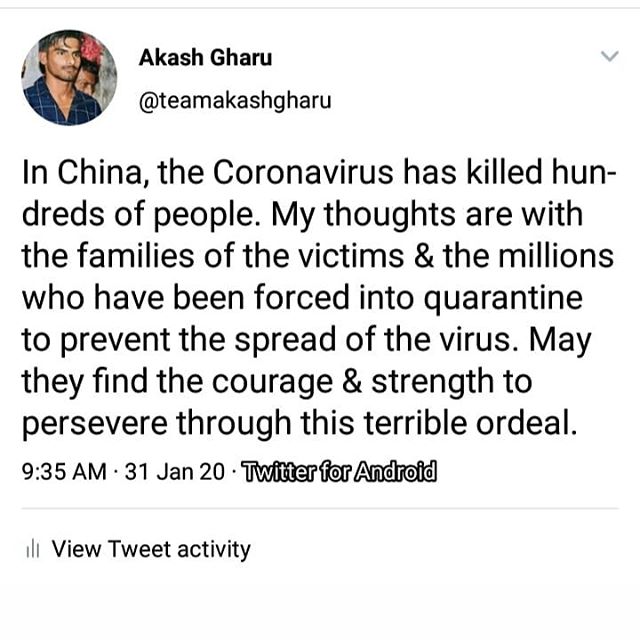 Akash Gharu
@teamakashgharu
In China, the Coronavirus has killed hun-
dreds of people. My thoughts are with
the families of the victims & the millions
who have been forced into quarantine
to prevent the spread of the virus. May
they find the courage & strength to
persevere through this terrible ordeal.
9:35 AM · 31 Jan 20 · Twitter for Android
View Tweet activity